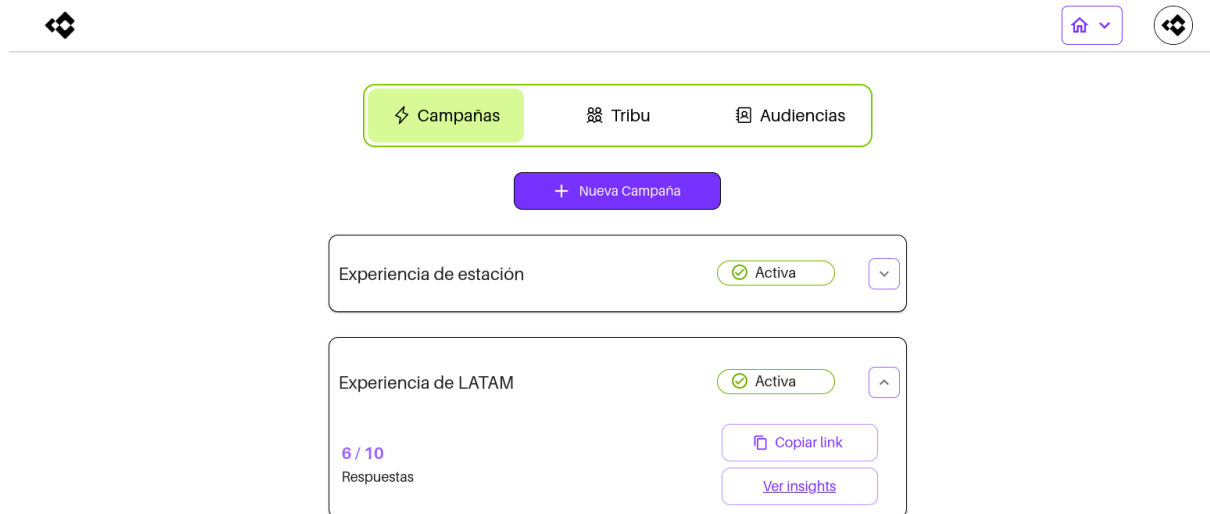 Campañas
Tribu
Audiencias
Nueva Campaña
Experiencia de estación
Activa
Experiencia de LATAM
Activa
6 / 10
Respuestas
Copiar link
Ver insights